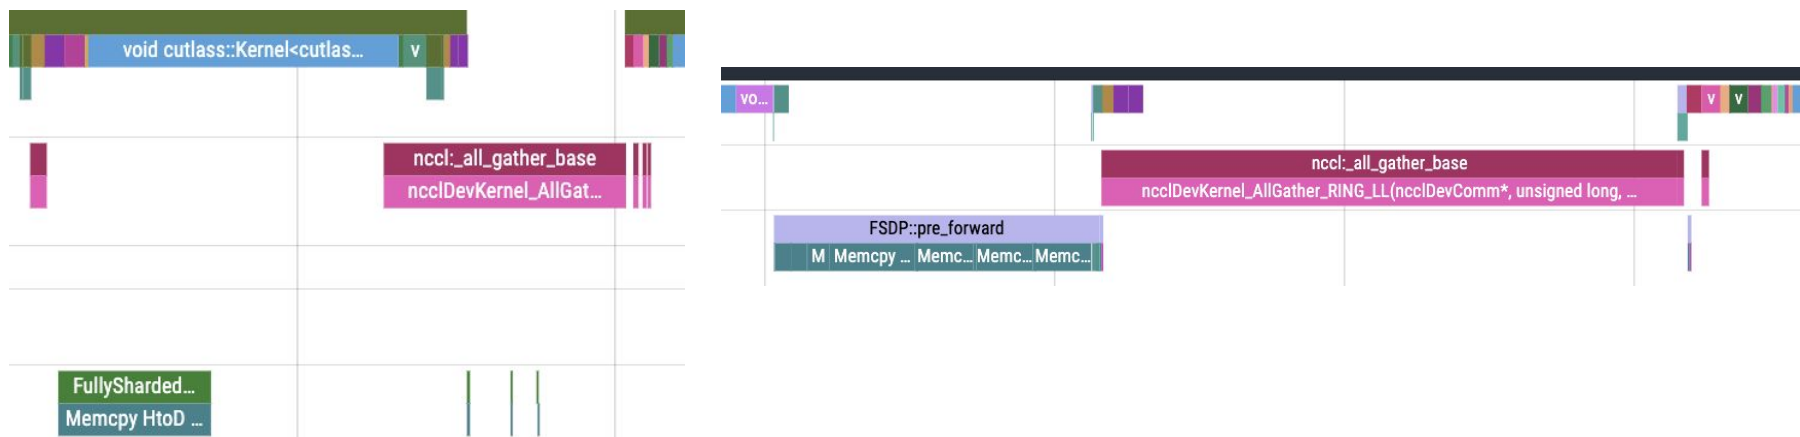 void cutlass::Kernel<cutlas...
v
nccl:_all_gather_base
ncclDevKernel_AllGat...
FullySharded...
Memcpy HtoD ...
vo...
v
v
nccl:_all_gather_base
ncclDevKernel_AllGather_RING_LL(ncclDevComm*, unsigned long, ...
FSDP::pre_forward
M
Memcpy ...
Memc...
Memc...
Memc...